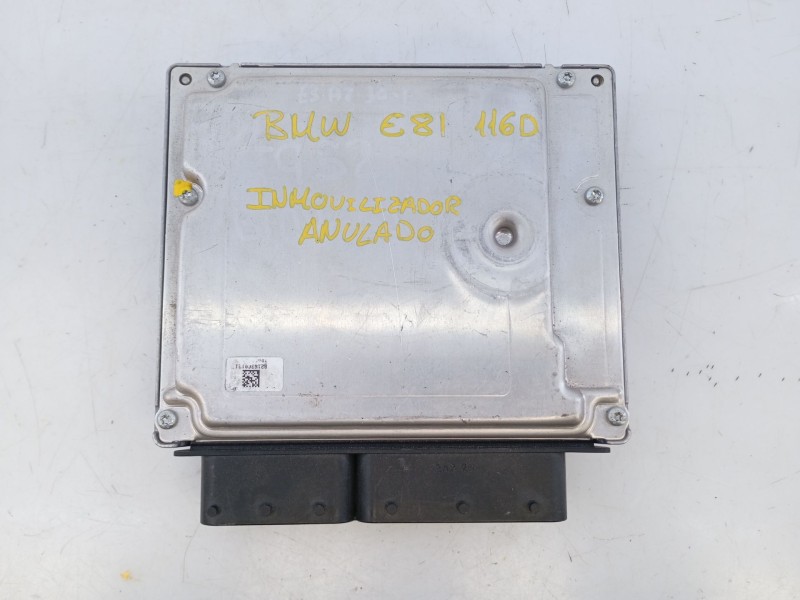 BMW E81 116D
INMOVILIZADOR
ANULADO